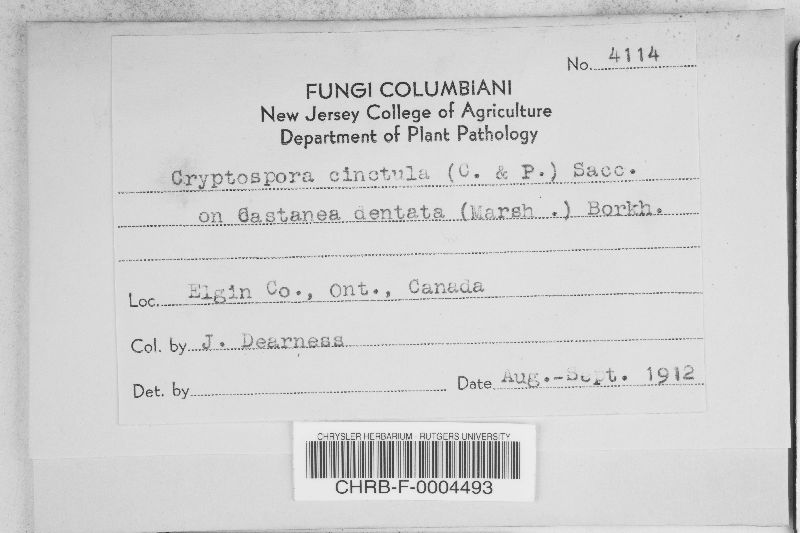 No. 4114
FUNGI COLUMBIANI
New Jersey College of Agriculture
Department of Plant Pathology
Cryptospora cinctula (C. & P.) Sacc.
on Castanea dentata (Marsh .) Borkh.
Loc. Elgin Co., Ont., Canada
Col. by J. Dearness
Det. by
Date Aug.-Sept. 1912
CHRYSLER HERBARIUM - RUTGERS UNIVERSITY
CHRB-F-0004493